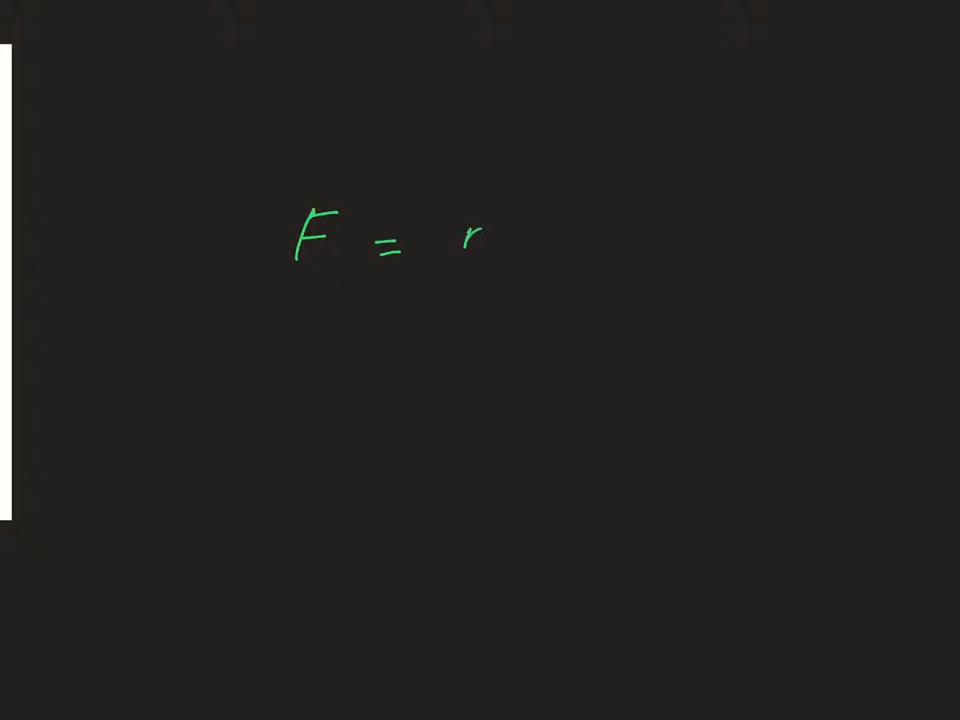 F = r